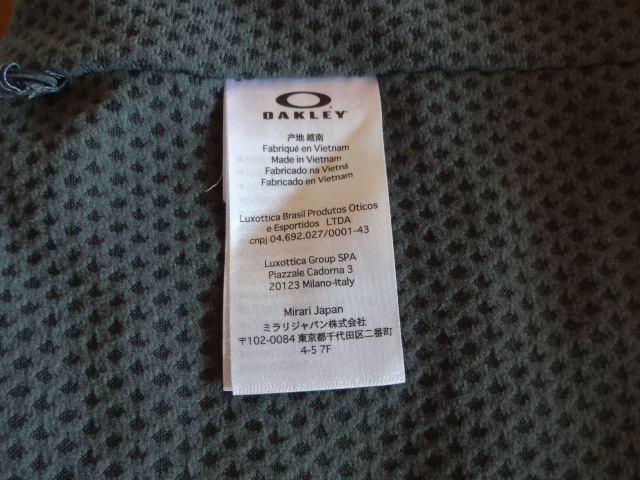 OAKLEY
产地 越南
Fabriqué en Vietnam
Made in Vietnam
Fabricado na Vietnã
Fabricado en Vietnam
Luxottica Brasil Produtos Oticos
e Esportidos LTDA
cnpj 04.692.027/0001-43
Luxottica Group SPA
Piazzale Cadorna 3
20123 Milano-Italy
Mirari Japan
ミラリジャパン株式会社
〒102-0084 東京都千代田区二番町
4-5 7F